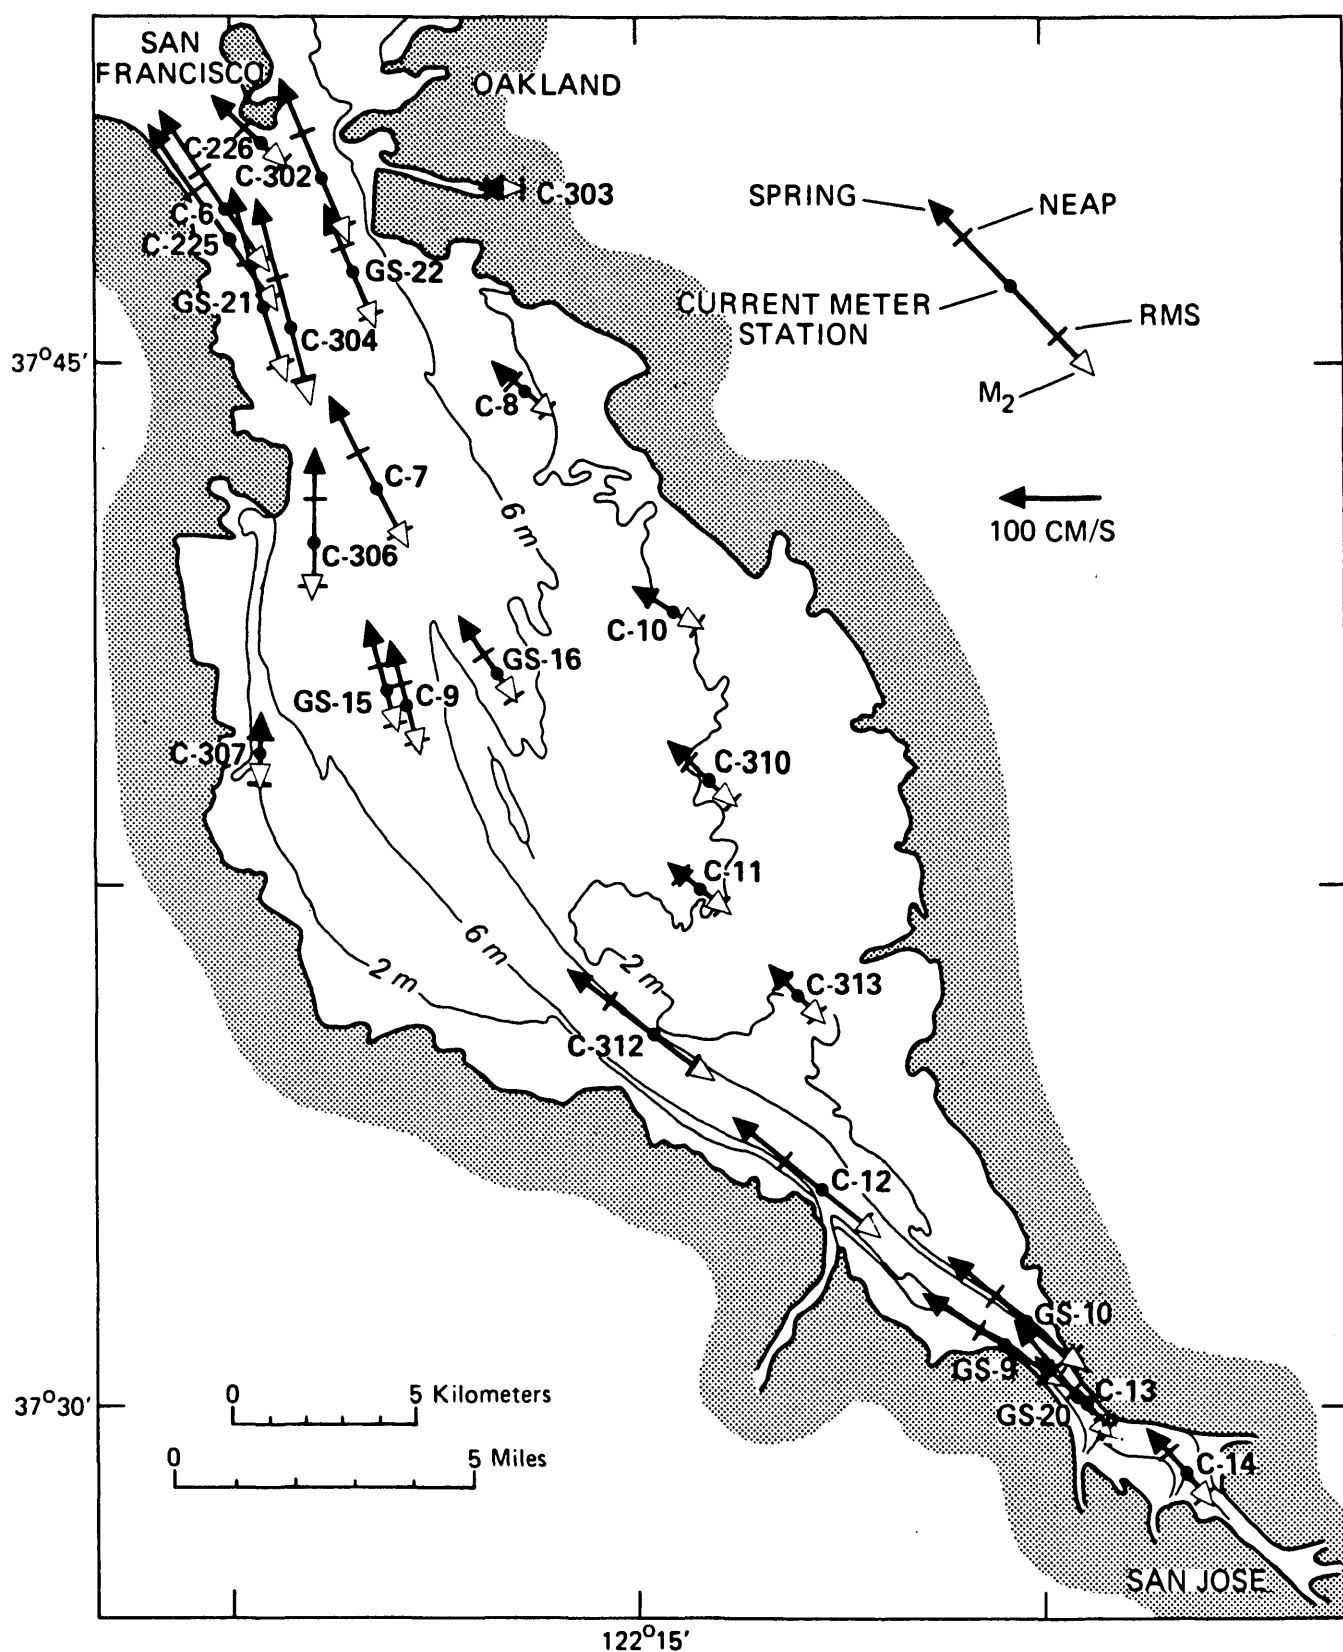 SAN
FRANCISCO
OAKLAND
C-226
C-302
C-303
SPRING
NEAP
C-6
C-225
GS-22
GS-21
C-304
CURRENT METER
STATION
RMS
M₂
37°45'
C-8
C-7
6 m
100 CM/S
C-306
C-10
GS-16
GS-15
C-9
C-307
C-310
C-11
6 m
2 m
2 m
C-313
C-312
C-12
GS-10
GS-9
C-13
GS-20
37°30'
0 5 Kilometers
0 5 Miles
C-14
SAN JOSE
122°15'